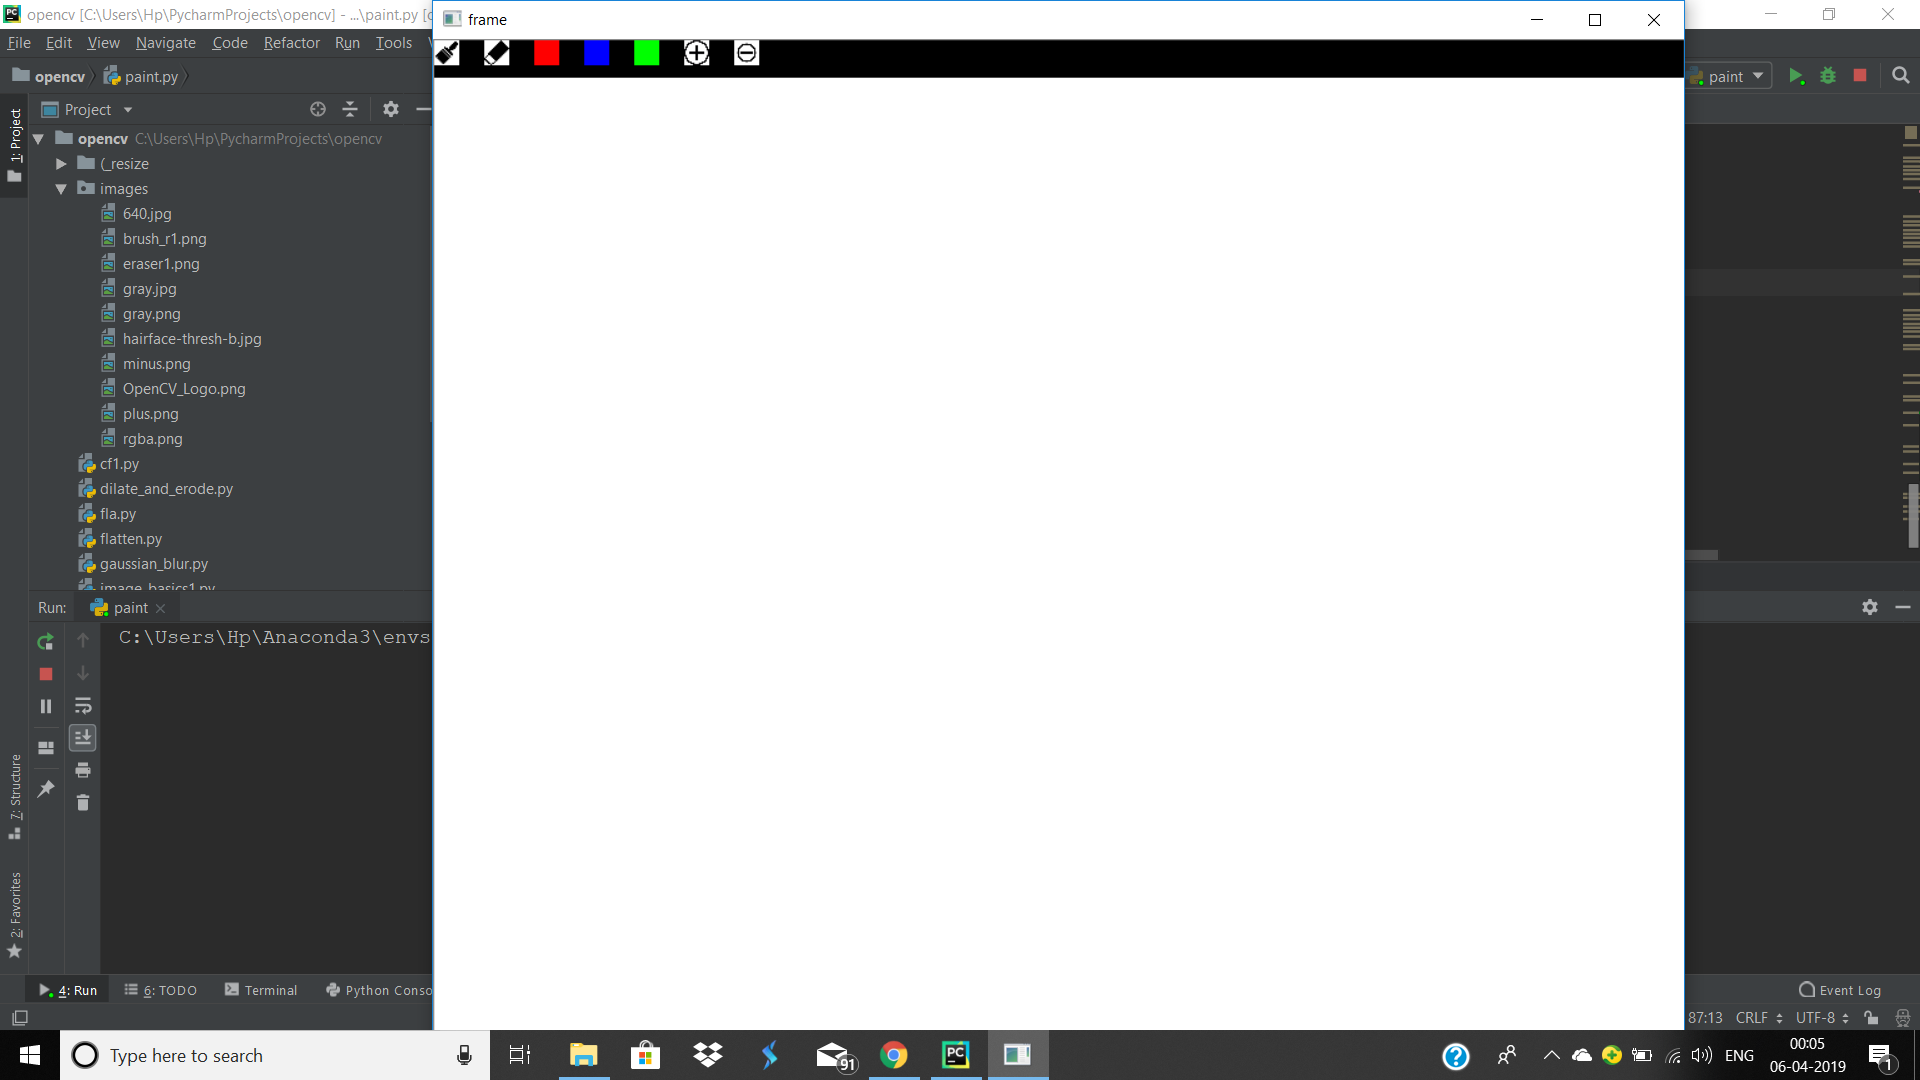 PC opencv [C:\Users\Hp\PycharmProjects\opencv] - ...\paint.py [o
frame
File Edit View Navigate Code Refactor Run Tools
opencv paint.py
paint
Project
1: Project
opencv C:\Users\Hp\PycharmProjects\opencv
(_resize
images
640.jpg
brush_r1.png
eraser1.png
gray.jpg
gray.png
hairface-thresh-b.jpg
minus.png
OpenCV_Logo.png
plus.png
rgba.png
cf1.py
dilate_and_erode.py
fla.py
flatten.py
gaussian_blur.py
image_basics1.py
Run: paint
C:\Users\Hp\Anaconda3\envs
7: Structure
2: Favorites
4: Run 6: TODO Terminal Python Conso
Event Log
87:13 CRLF UTF-8
Type here to search
91
PC
ENG
00:05
06-04-2019
1